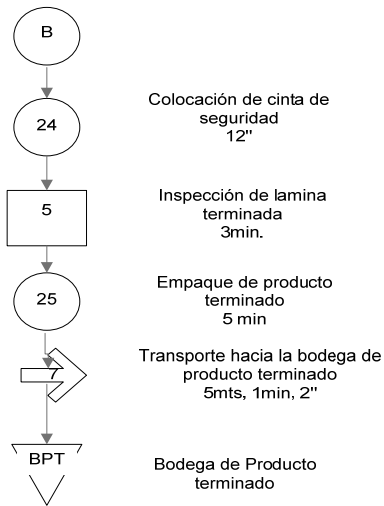 B
24
Colocación de cinta de
seguridad
12"
5
Inspección de lamina
terminada
3min.
25
Empaque de producto
terminado
5 min
7
Transporte hacia la bodega de
producto terminado
5mts, 1min, 2"
BPT
Bodega de Producto
terminado